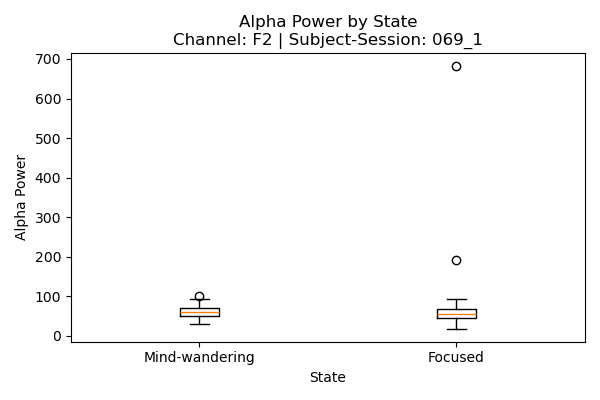 Alpha Power by State
Channel: F2 | Subject-Session: 069_1
700
600
500
400
300
200
100
0
Alpha Power
Mind-wandering
Focused
State